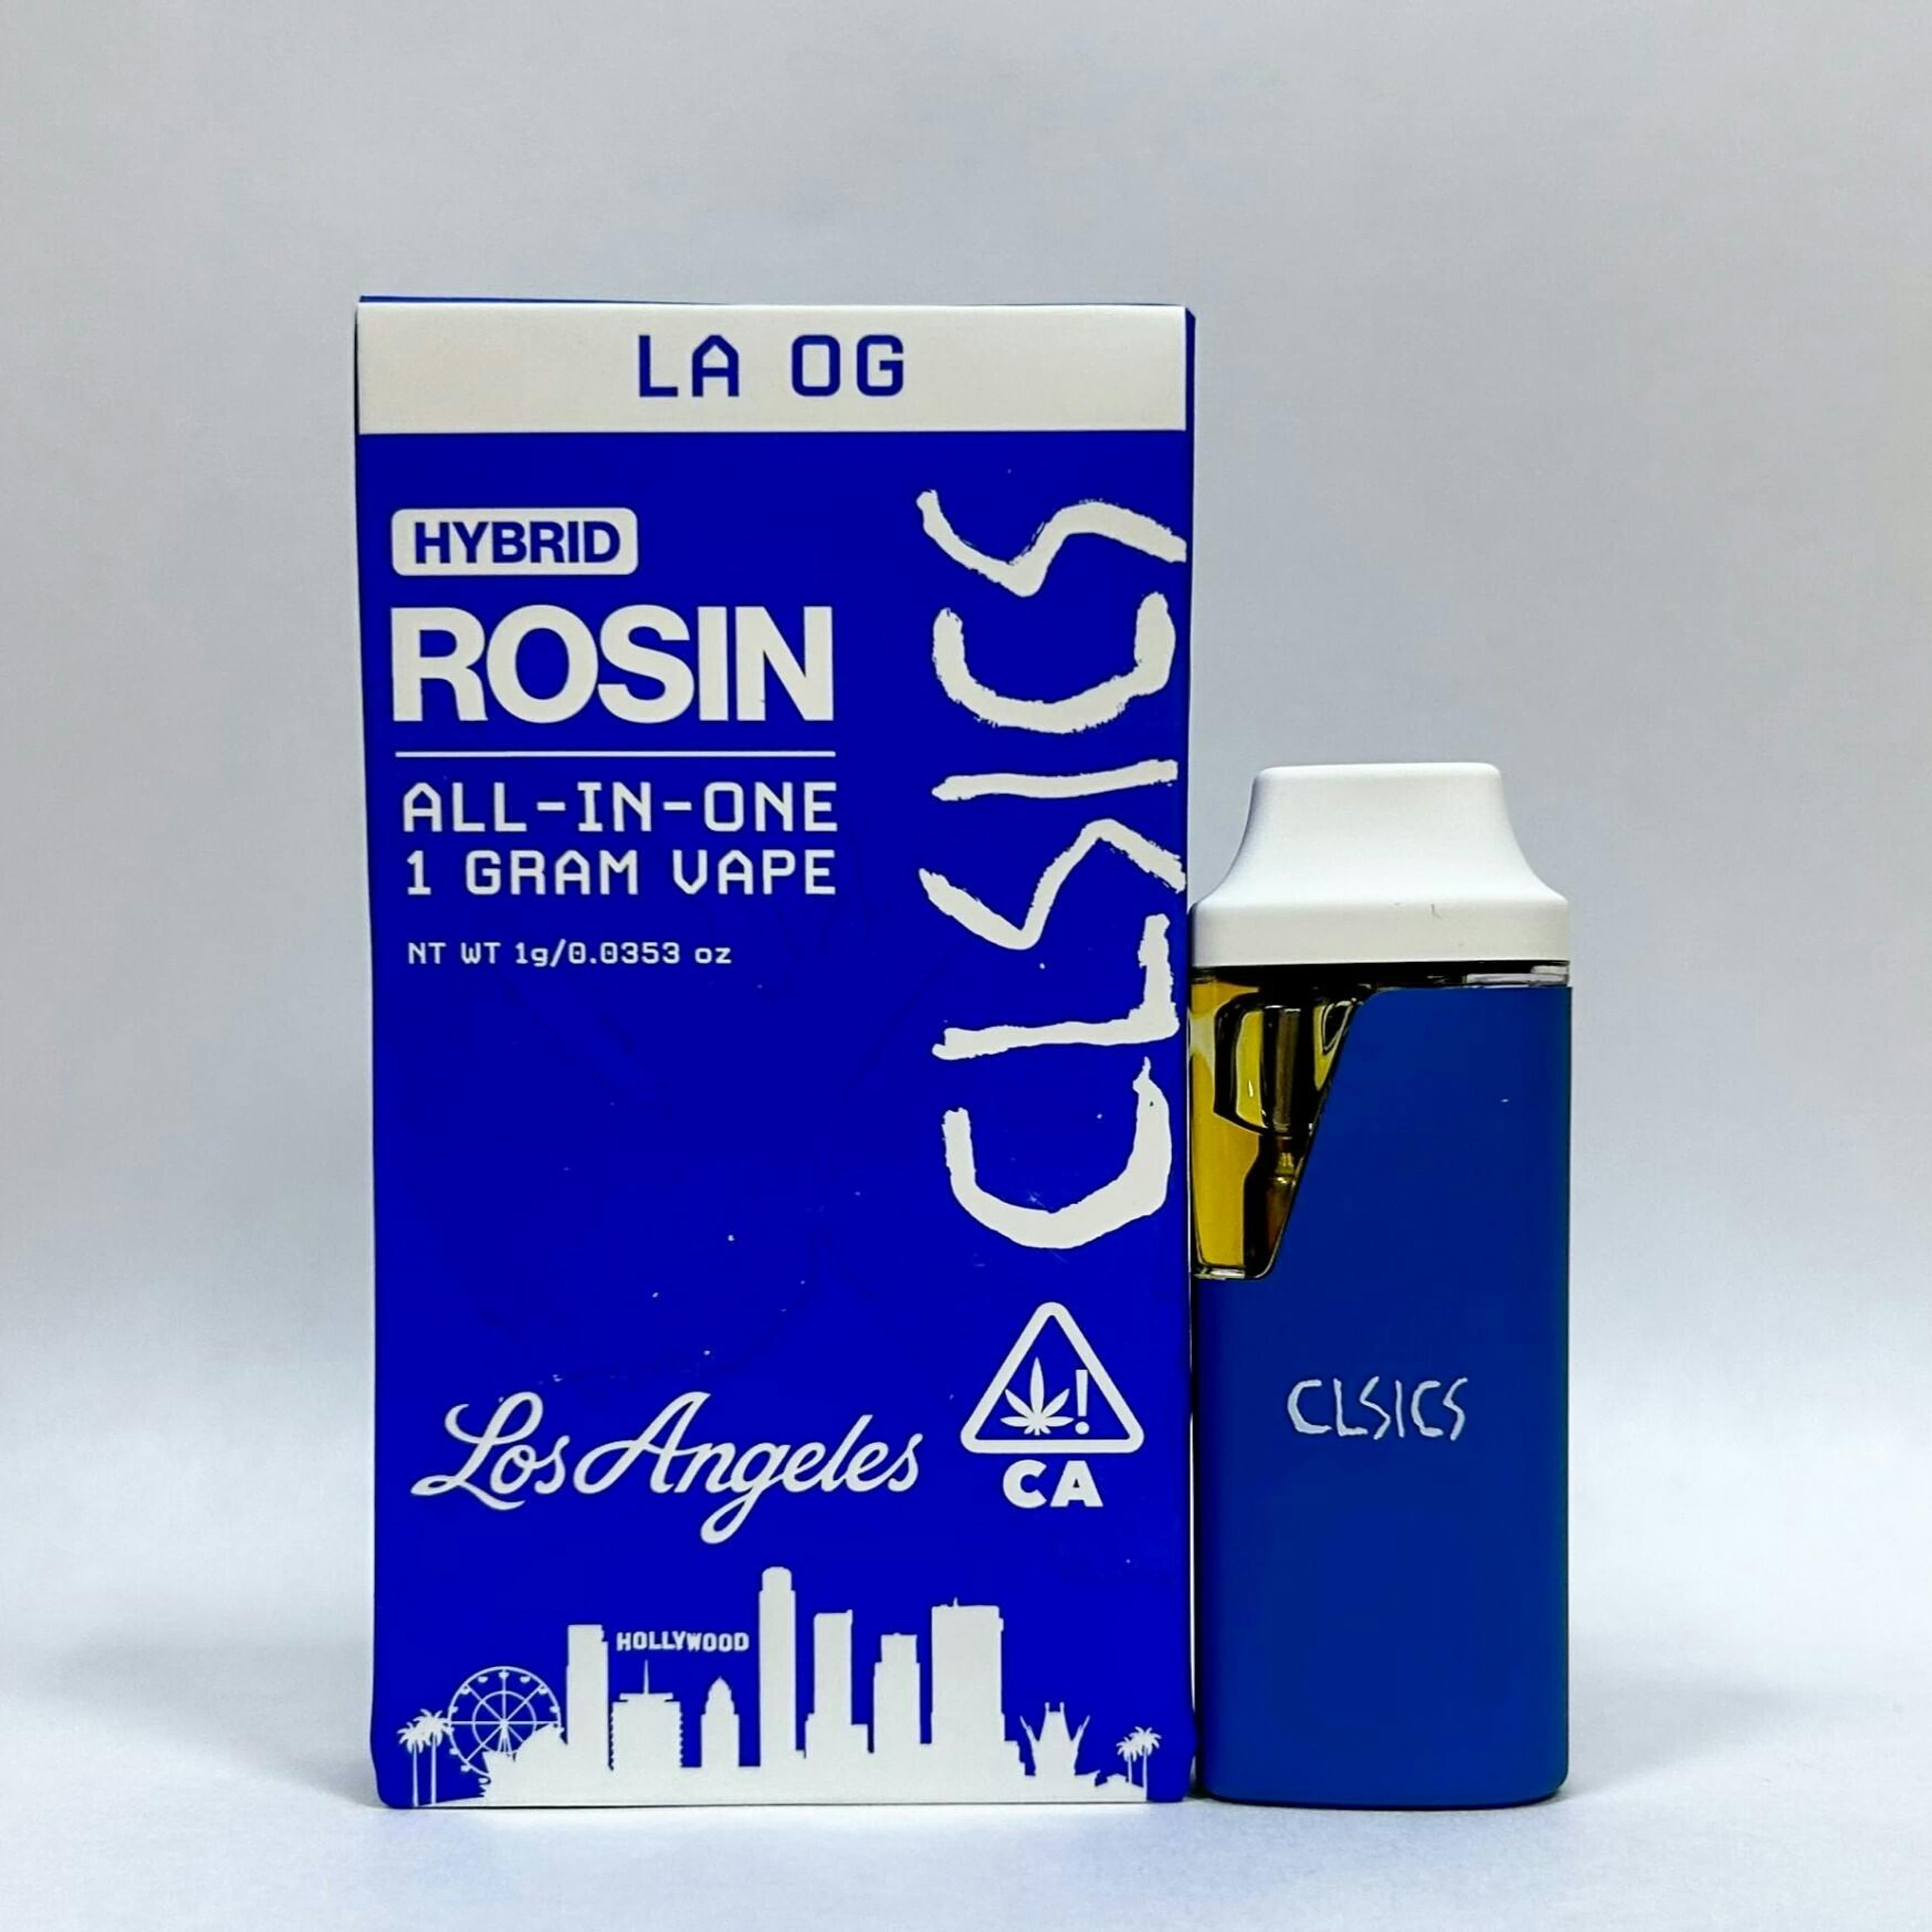 LA OG
HYBRID
ROSIN
ALL-IN-ONE
1 GRAM VAPE
NT WT 1g/0.0353 oz
CLSICS
Los Angeles
CA
HOLLYWOOD
CLSICS